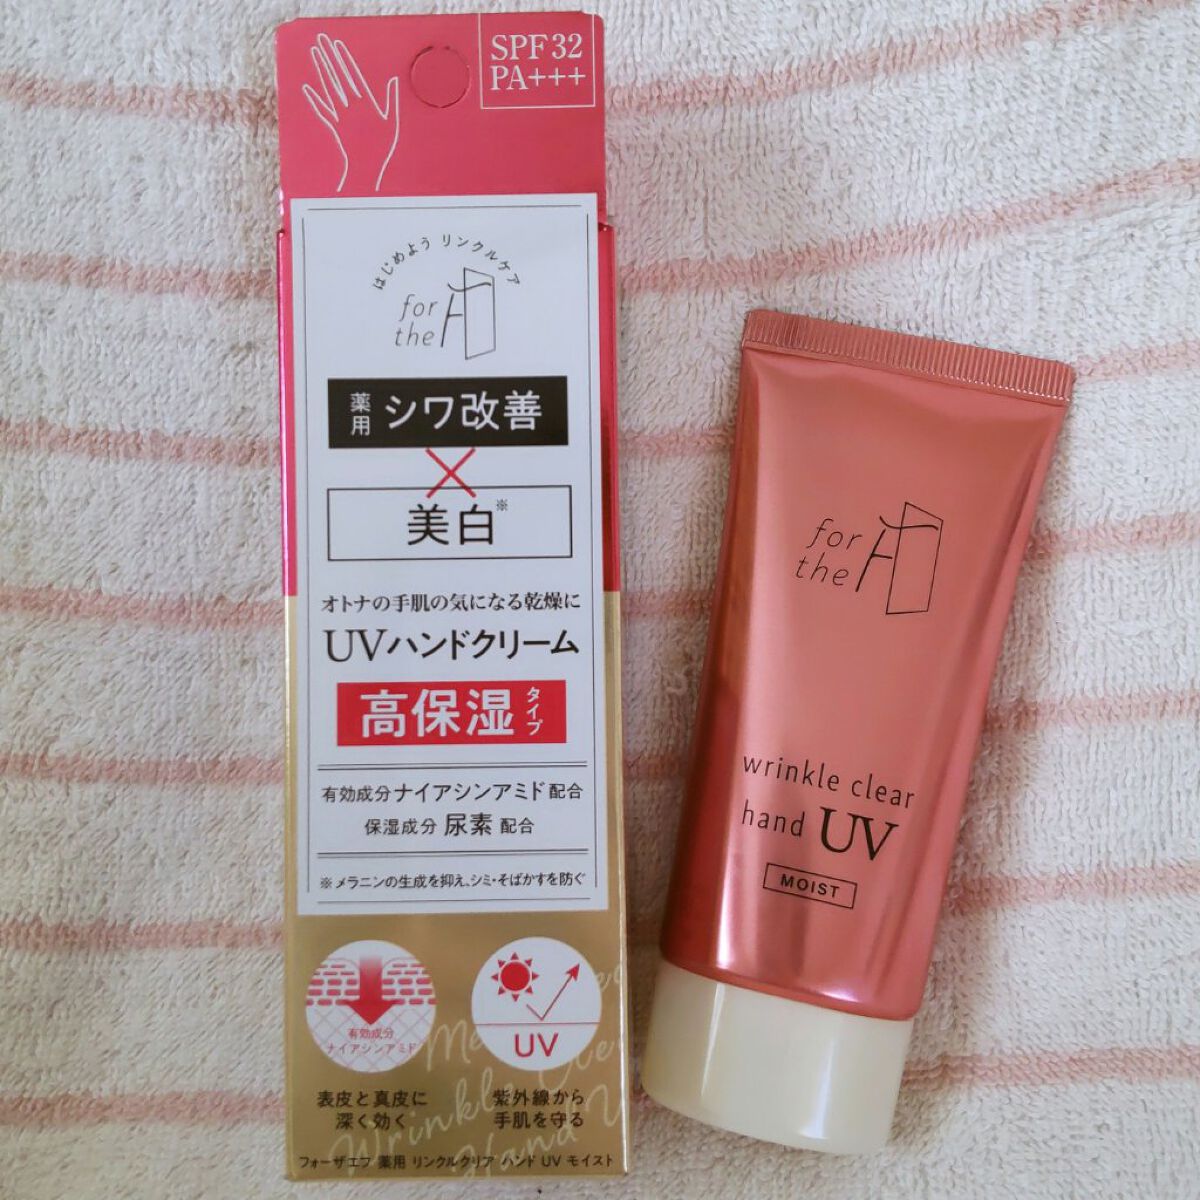 SPF32
PA+++
はじめよう リンクルケア
for
the F
薬用 シワ改善
×
美白※
オトナの手肌の気になる乾燥に
UVハンドクリーム
高保湿タイプ
有効成分 ナイアシンアミド 配合
保湿成分 尿素 配合
※メラニンの生成を抑え、シミ・そばかすを防ぐ
有効成分
ナイアシンアミド
表皮と真皮に
深く効く
UV
紫外線から
手肌を守る
Wrinkle
Hand
フォーザエフ 薬用 リンクルクリア ハンド UV モイスト
for
the F
wrinkle clear
hand UV
MOIST